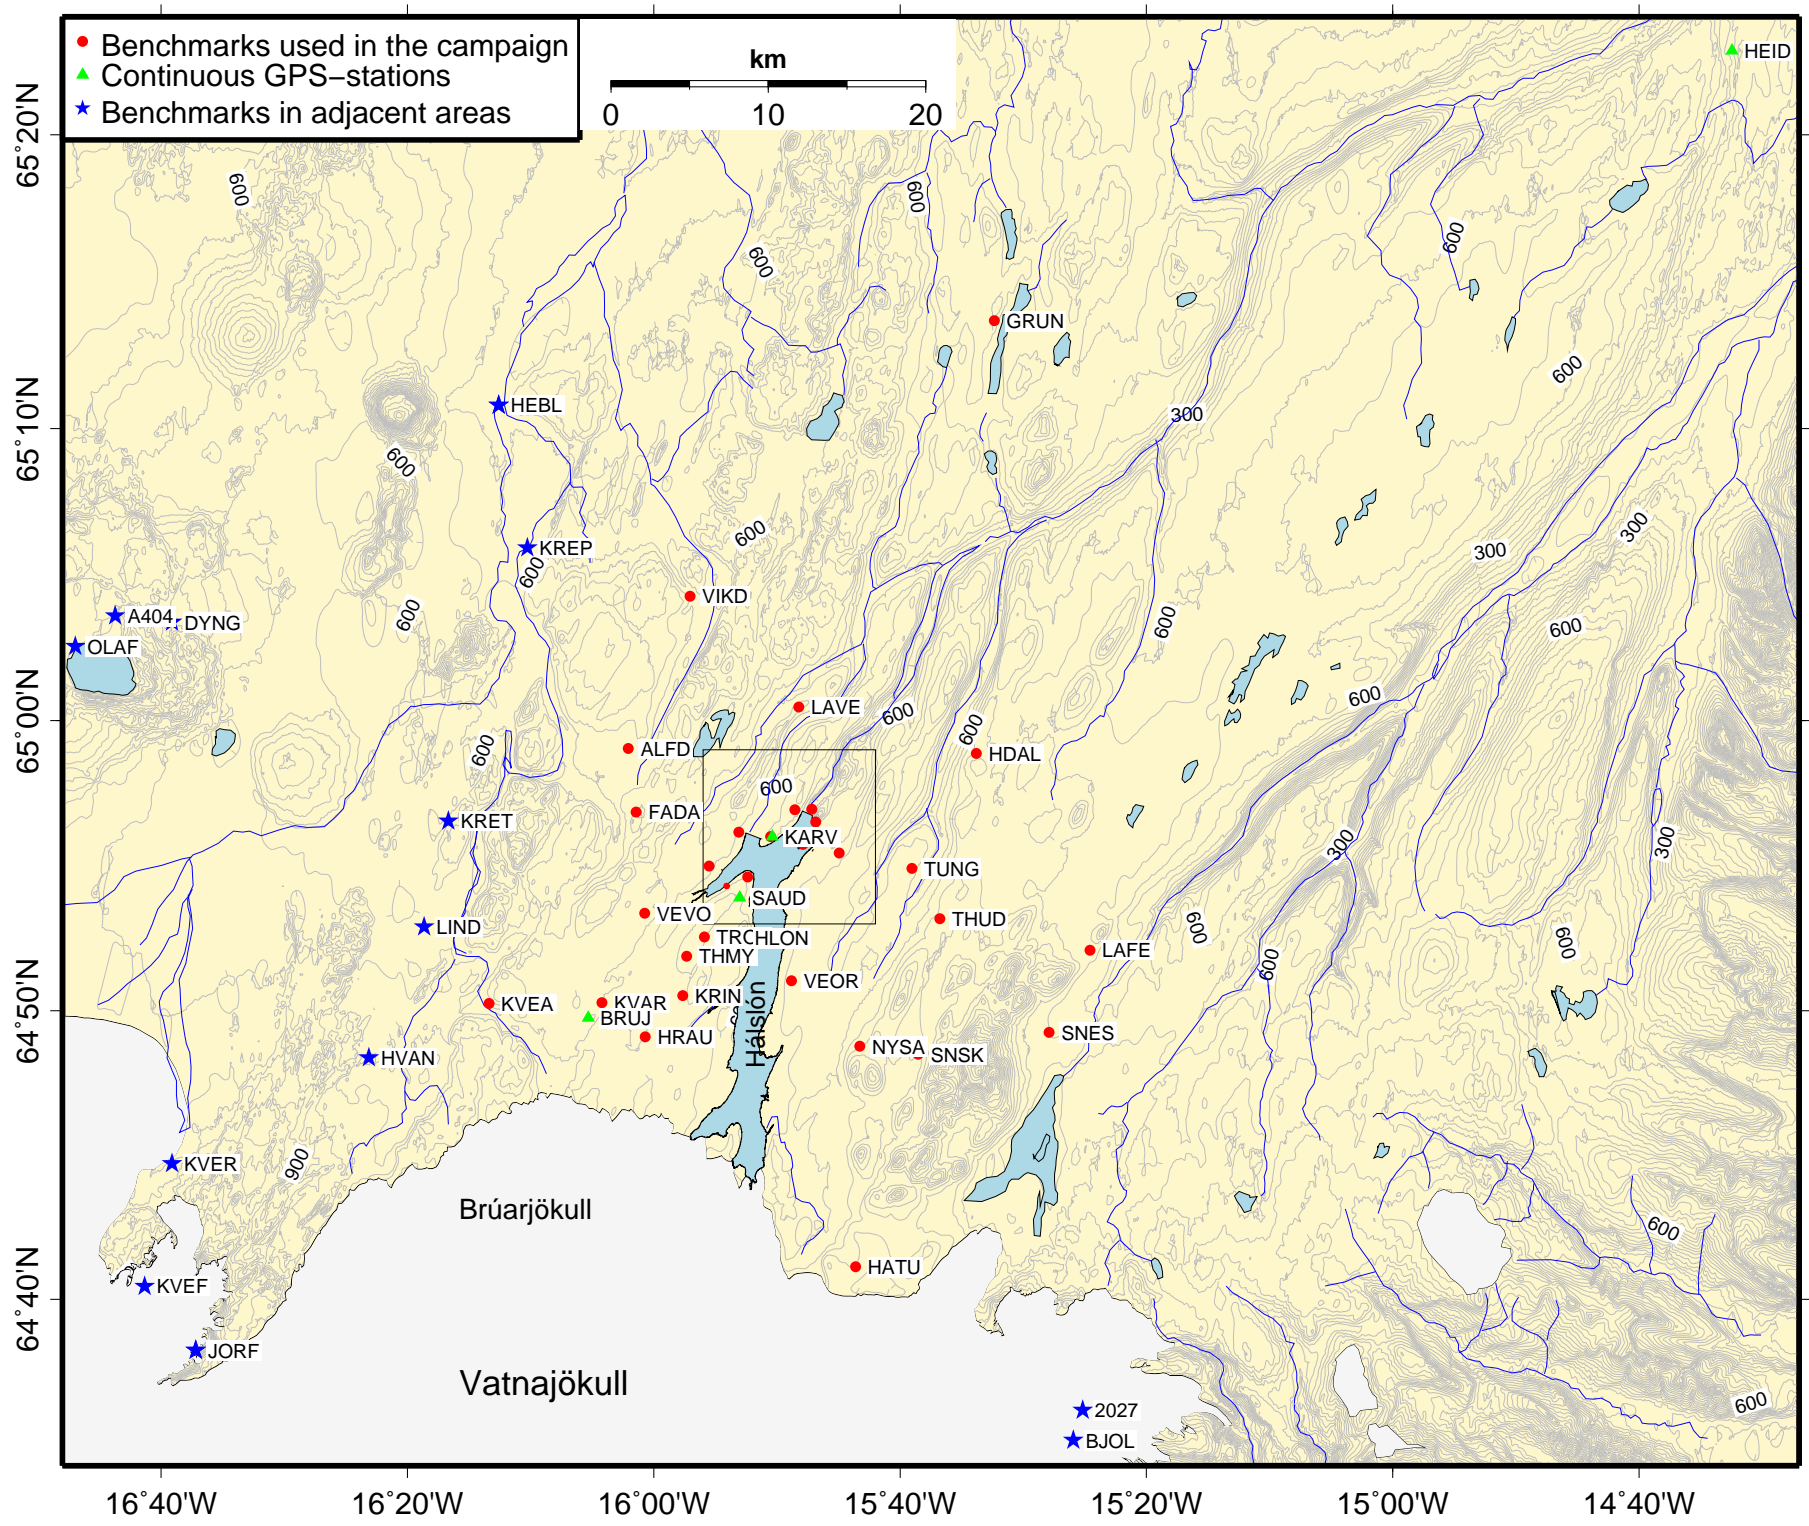 Benchmarks used in the campaign
Continuous GPS−stations
Benchmarks in adjacent areas
km
0 10 20
HEID
65˚20'N
600
600
600
600
GRUN
600
HEBL
65˚10'N
300
600
KREP
600
600
300
300
VIKD
A404
DYNG
600
600
600
OLAF
LAVE
600
600
65˚00'N
ALFD
600
600
HDAL
600
FADA
KRET
KARV
300
300
TUNG
SAUD
VEVO
THUD
LIND
TRC
HLON
600
600
LAFE
THMY
600
VEOR
KRIN
KVEA
KVAR
64˚50'N
BRUJ
HRAU
Hálslón
SNES
NYSA
SNSK
HVAN
KVER
900
Brúarjökull
600
HATU
64˚40'N
KVEF
JORF
Vatnajökull
600
2027
BJOL
16˚40'W 16˚20'W 16˚00'W 15˚40'W 15˚20'W 15˚00'W 14˚40'W